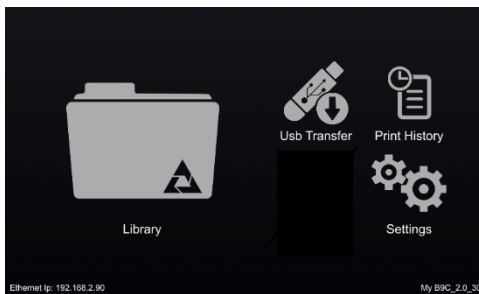 Usb Transfer
Print History
Library
Settings
Ethernet Ip: 192.168.2.90
My B9C_2.0_30